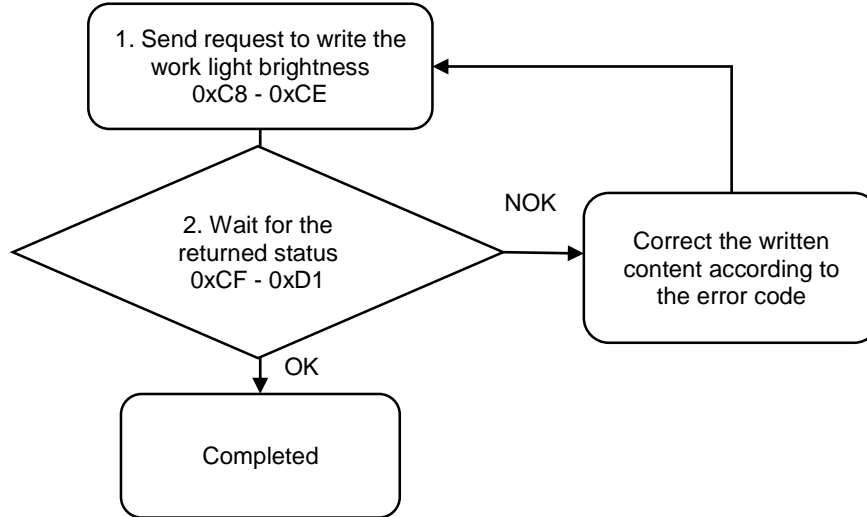 1. Send request to write the
work light brightness
0xC8 - 0xCE
2. Wait for the
returned status
0xCF - 0xD1
NOK
Correct the written
content according to
the error code
OK
Completed